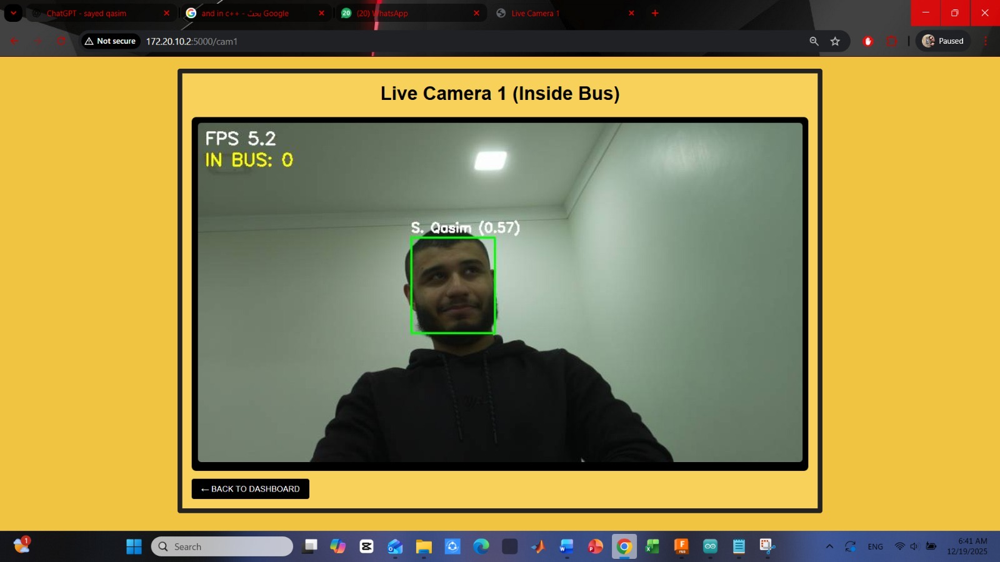 ChatGPT - sayed qasim
and in c++ - بحث Google
20
(20) WhatsApp
Live Camera 1
Not secure
172.20.10.2:5000/cam1
Paused
Live Camera 1 (Inside Bus)
FPS 5.2
IN BUS: 0
S. Qasim (0.57)
← BACK TO DASHBOARD
1
Search
ENG
6:41 AM
12/19/2025